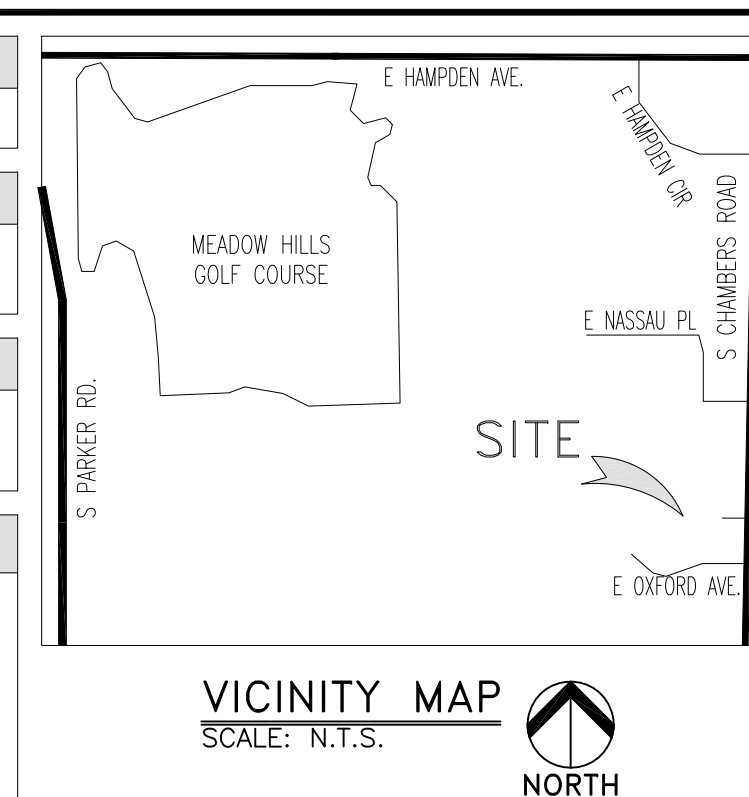 E HAMPDEN AVE.
E HAMPDEN CIR
S CHAMBERS ROAD
MEADOW HILLS
GOLF COURSE
E NASSAU PL
S PARKER RD.
SITE
E OXFORD AVE.
VICINITY MAP
SCALE: N.T.S.
NORTH